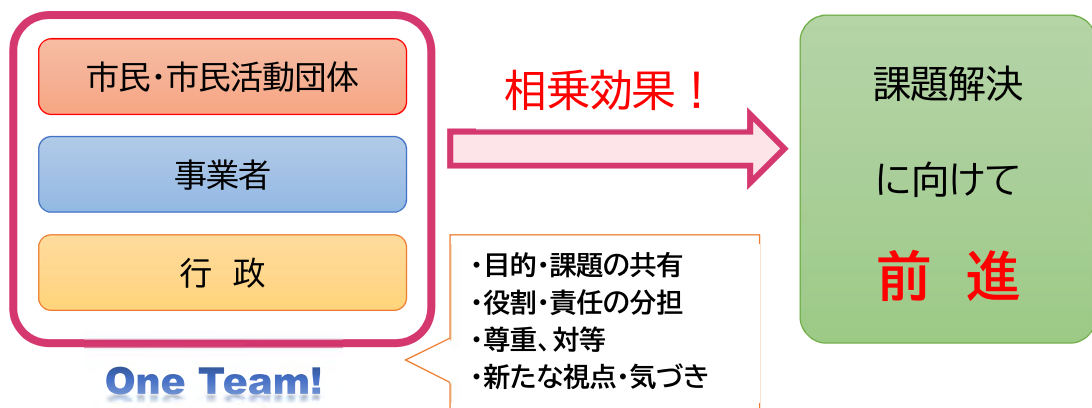 市民・市民活動団体
事業者
行 政
One Team!
相乗効果！
・目的・課題の共有
・役割・責任の分担
・尊重、対等
・新たな視点・気づき
課題解決
に向けて
前 進